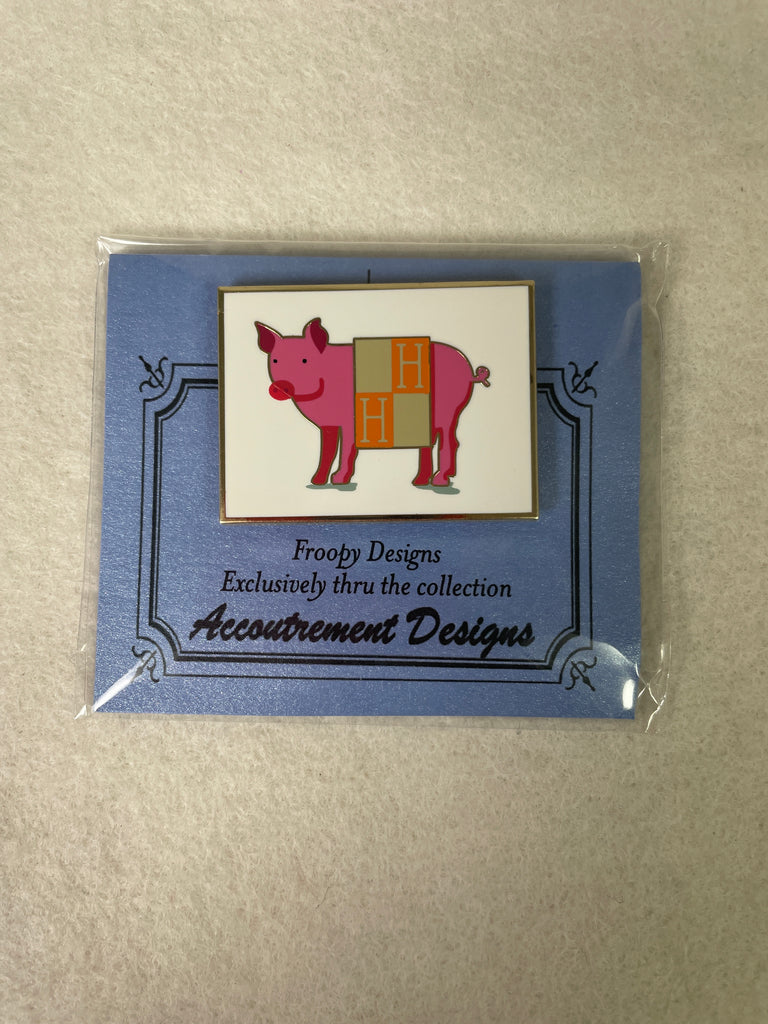 H
H
Froopy Designs
Exclusively thru the collection
Accoutrement Designs